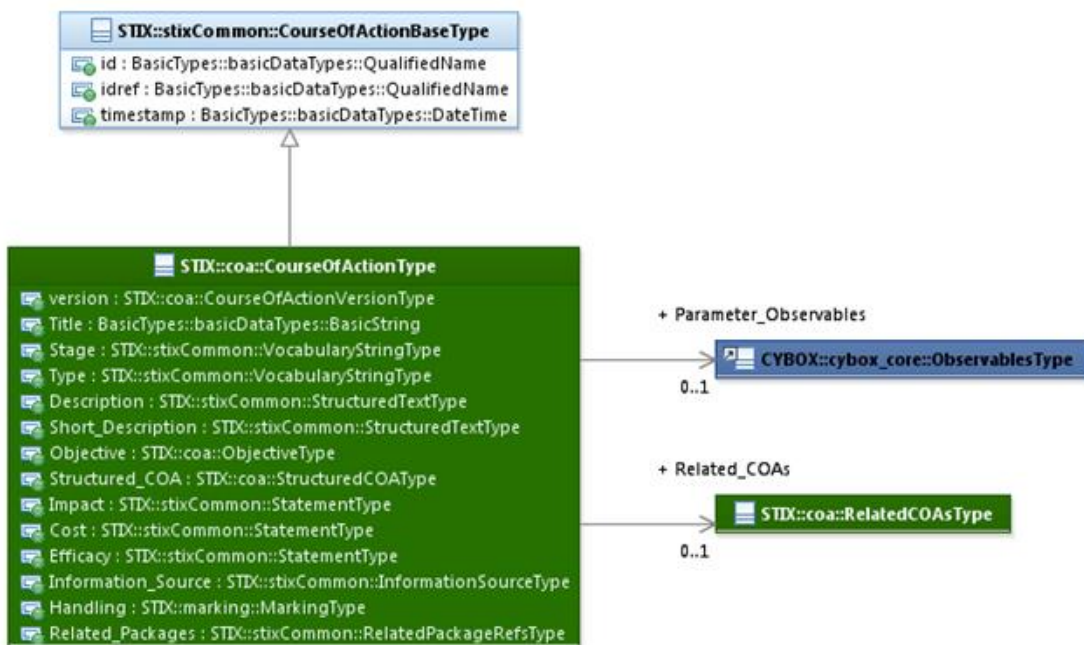 STIX::stixCommon::CourseOfActionBaseType
id : BasicTypes::basicDataTypes::QualifiedName
idref : BasicTypes::basicDataTypes::QualifiedName
timestamp : BasicTypes::basicDataTypes::DateTime
STIX::coa::CourseOfActionType
version : STIX::coa::CourseOfActionVersionType
Title : BasicTypes::basicDataTypes::BasicString
Stage : STIX::stixCommon::VocabularyStringType
Type : STIX::stixCommon::VocabularyStringType
Description : STIX::stixCommon::StructuredTextType
Short_Description : STIX::stixCommon::StructuredTextType
Objective : STIX::coa::ObjectiveType
Structured_COA : STIX::coa::StructuredCOAType
Impact : STIX::stixCommon::StatementType
Cost : STIX::stixCommon::StatementType
Efficacy : STIX::stixCommon::StatementType
Information_Source : STIX::stixCommon::InformationSourceType
Handling : STIX::marking::MarkingType
Related_Packages : STIX::stixCommon::RelatedPackageRefsType
+ Parameter_Observables
CYBOX::cybox_core::ObservablesType
0..1
+ Related_COAs
STIX::coa::RelatedCOAsType
0..1